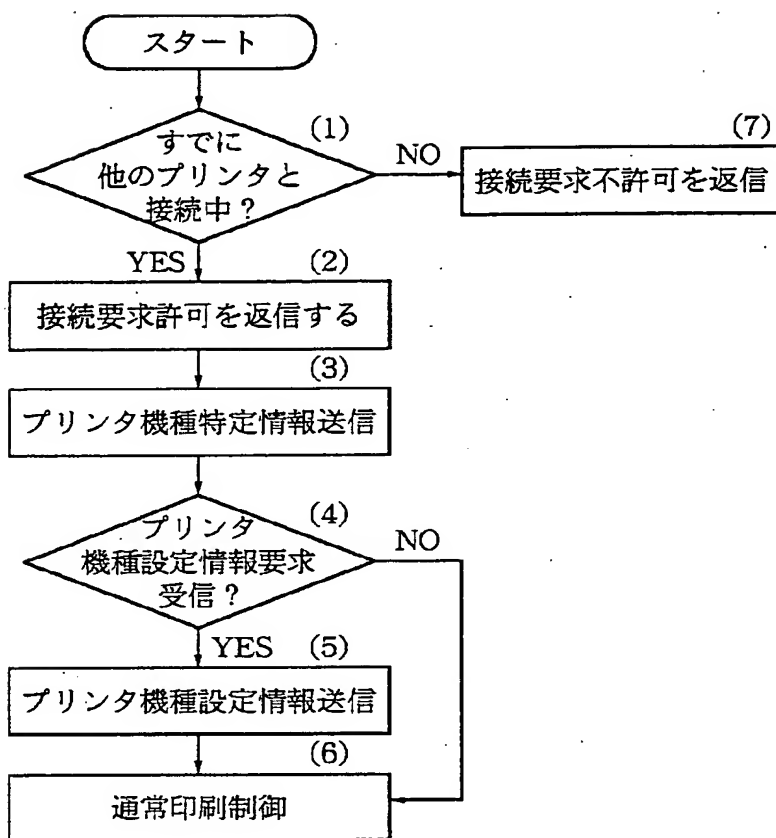 スタート
(1)
すでに
他のプリンタと
接続中？
NO
(7)
接続要求不許可を返信
YES
(2)
接続要求許可を返信する
(3)
プリンタ機種特定情報送信
(4)
プリンタ
機種設定情報要求
受信？
NO
YES
(5)
プリンタ機種設定情報送信
(6)
通常印刷制御